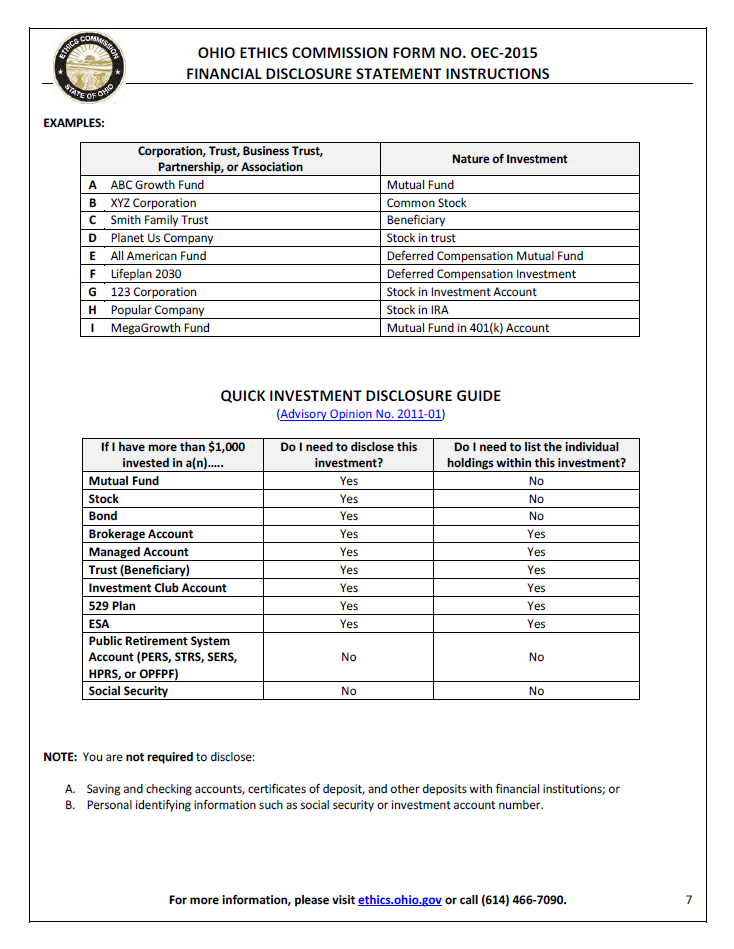 ETHICS COMMISSION
STATE OF OHIO
OHIO ETHICS COMMISSION FORM NO. OEC-2015
FINANCIAL DISCLOSURE STATEMENT INSTRUCTIONS
EXAMPLES:
Corporation, Trust, Business Trust,
Partnership, or Association
Nature of Investment
A ABC Growth Fund Mutual Fund
B XYZ Corporation Common Stock
C Smith Family Trust Beneficiary
D Planet Us Company Stock in trust
E All American Fund Deferred Compensation Mutual Fund
F Lifeplan 2030 Deferred Compensation Investment
G 123 Corporation Stock in Investment Account
H Popular Company Stock in IRA
I MegaGrowth Fund Mutual Fund in 401(k) Account
QUICK INVESTMENT DISCLOSURE GUIDE
(Advisory Opinion No. 2011-01)
If I have more than $1,000
invested in a(n)…..
Do I need to disclose this
investment?
Do I need to list the individual
holdings within this investment?
Mutual Fund Yes No
Stock Yes No
Bond Yes No
Brokerage Account Yes Yes
Managed Account Yes Yes
Trust (Beneficiary) Yes Yes
Investment Club Account Yes Yes
529 Plan Yes Yes
ESA Yes Yes
Public Retirement System
Account (PERS, STRS, SERS, No No
HPRS, or OPFPF)
Social Security No No
NOTE: You are not required to disclose:
A. Saving and checking accounts, certificates of deposit, and other deposits with financial institutions; or
B. Personal identifying information such as social security or investment account number.
For more information, please visit ethics.ohio.gov or call (614) 466-7090. 7